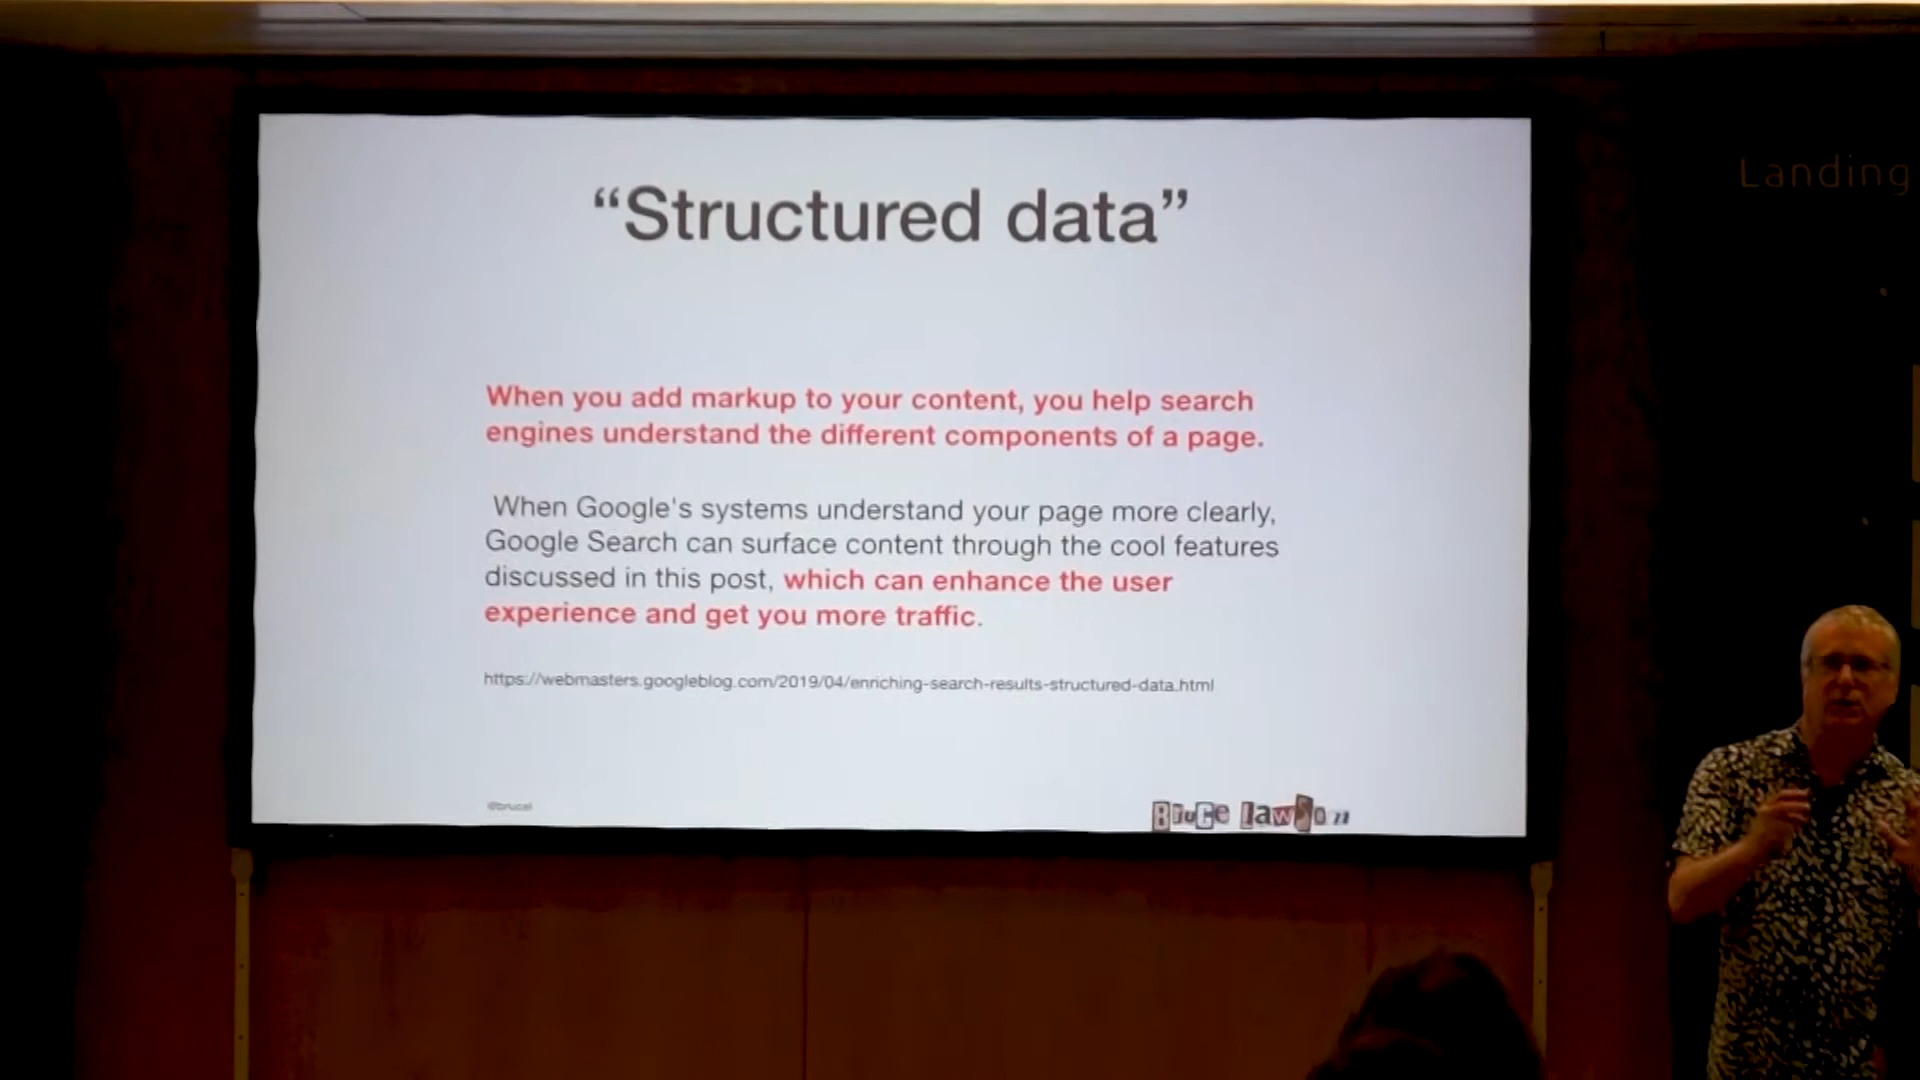 “Structured data”
Landing
When you add markup to your content, you help search
engines understand the different components of a page.
When Google's systems understand your page more clearly,
Google Search can surface content through the cool features
discussed in this post, which can enhance the user
experience and get you more traffic.
https://webmasters.googleblog.com/2019/04/enriching-search-results-structured-data.html
@brucel
Bruce Lawson